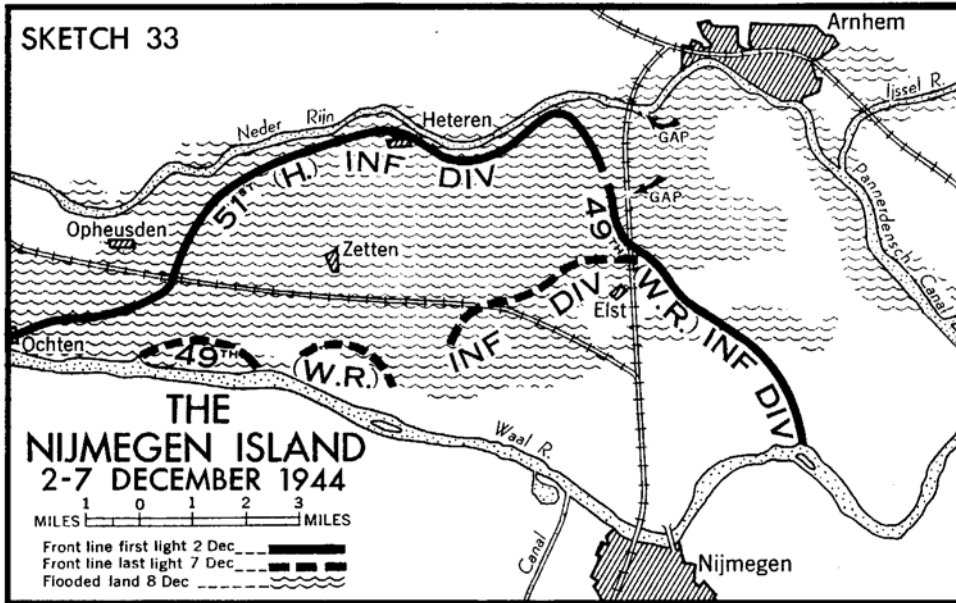 SKETCH 33
Arnhem
Ijssel R.
Neder Rijn
Heteren
GAP
51ST (H.) INF DIV
GAP
Pannerdensch Canal
Opheusden
Zetten
49TH (W.R.) INF DIV
Elst
INF DIV
Ochten
49TH
(W.R.)
THE
NIJMEGEN ISLAND
2-7 DECEMBER 1944
1 0 1 2 3
MILES MILES
Front line first light 2 Dec
Front line last light 7 Dec
Flooded land 8 Dec
Waal R.
Canal
Nijmegen